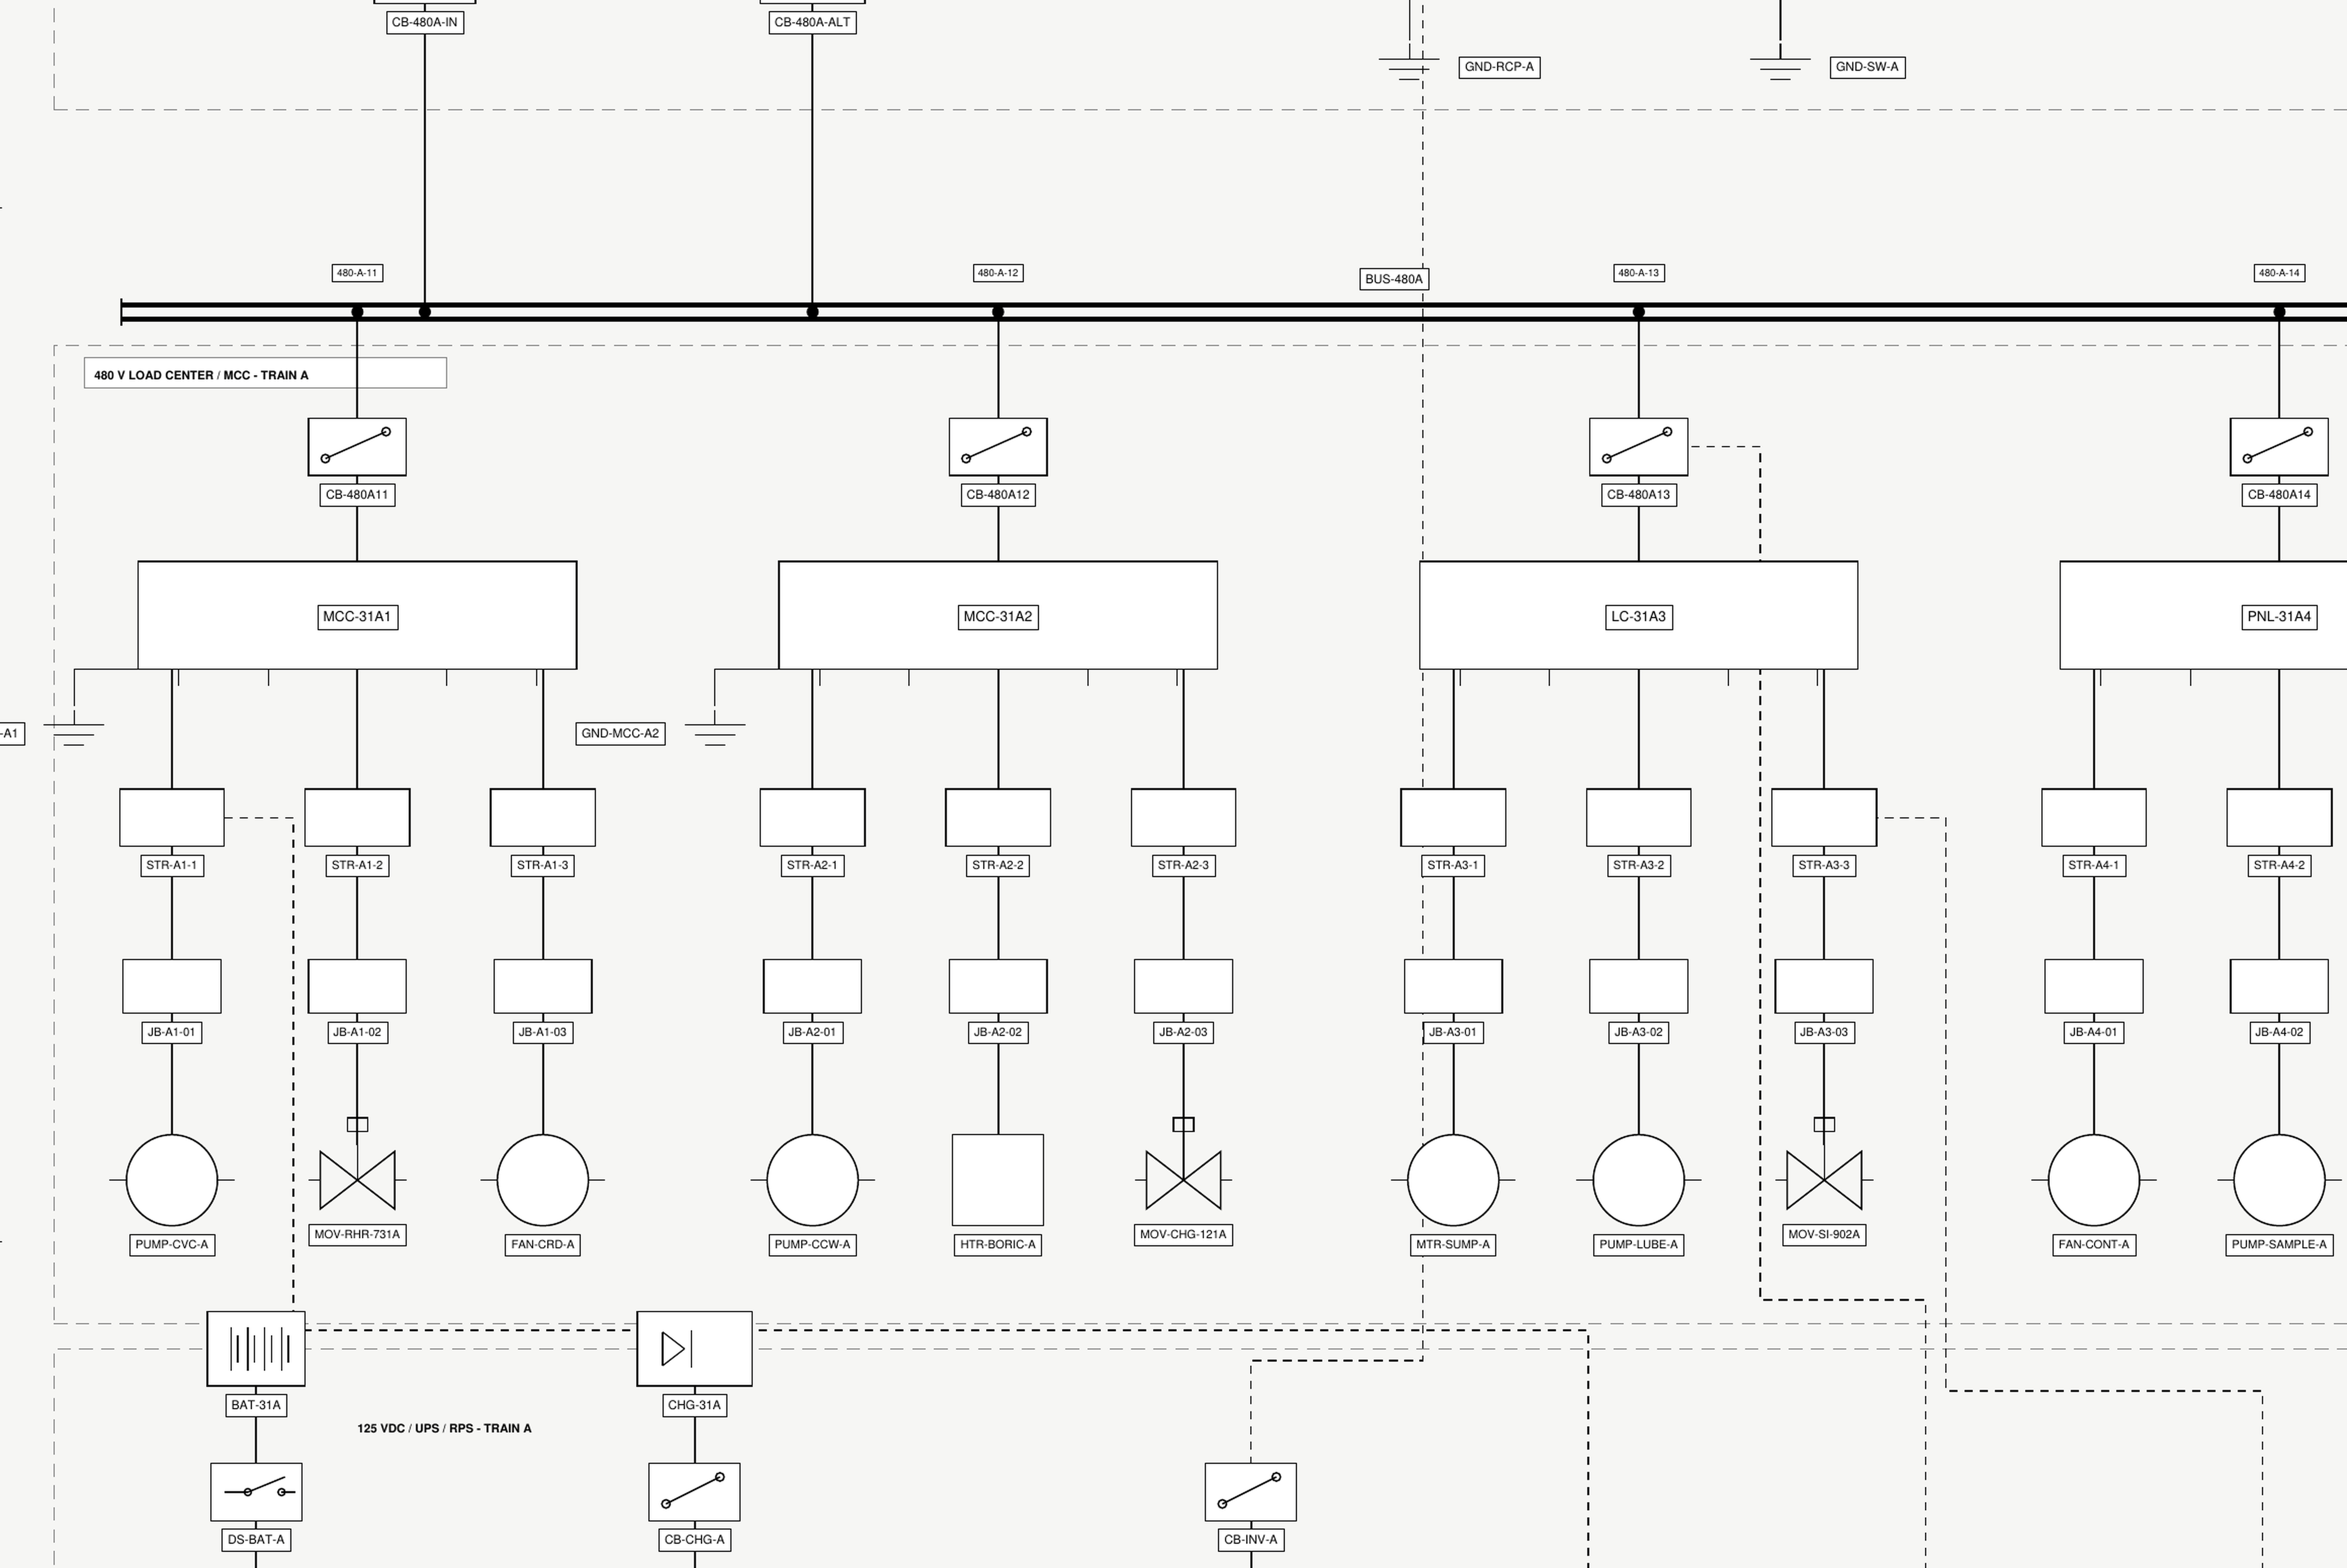 CB-480A-IN
CB-480A-ALT
GND-RCP-A
GND-SW-A
480-A-11
480-A-12
BUS-480A
480-A-13
480-A-14
480 V LOAD CENTER / MCC - TRAIN A
CB-480A11
CB-480A12
CB-480A13
CB-480A14
MCC-31A1
MCC-31A2
LC-31A3
PNL-31A4
-A1
GND-MCC-A2
STR-A1-1
STR-A1-2
STR-A1-3
STR-A2-1
STR-A2-2
STR-A2-3
STR-A3-1
STR-A3-2
STR-A3-3
STR-A4-1
STR-A4-2
JB-A1-01
JB-A1-02
JB-A1-03
JB-A2-01
JB-A2-02
JB-A2-03
JB-A3-01
JB-A3-02
JB-A3-03
JB-A4-01
JB-A4-02
PUMP-CVC-A
MOV-RHR-731A
FAN-CRD-A
PUMP-CCW-A
HTR-BORIC-A
MOV-CHG-121A
MTR-SUMP-A
PUMP-LUBE-A
MOV-SI-902A
FAN-CONT-A
PUMP-SAMPLE-A
BAT-31A
CHG-31A
125 VDC / UPS / RPS - TRAIN A
DS-BAT-A
CB-CHG-A
CB-INV-A